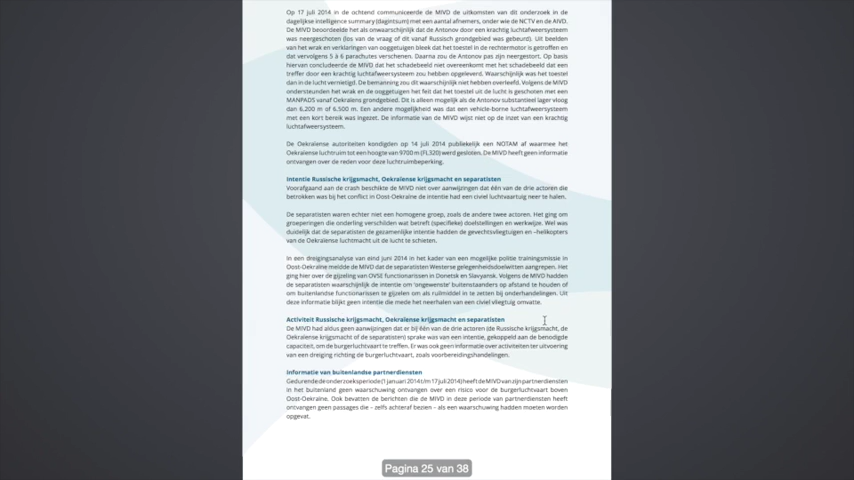 Op 17 juli 2014 in de ochtend communiceerde de MIVD de uitkomsten van dit onderzoek in de
dagelijkse intelligence summary (dagintsum) met een aantal afnemers, onder wie de NCTV en de AIVD.
De MIVD beoordeelde het als onwaarschijnlijk dat de Antonov door een krachtig luchtafweersysteem
was neergeschoten (los van de vraag of dit vanaf Russisch grondgebied was gebeurd). Uit beelden
van het wrak en verklaringen van ooggetuigen bleek dat het toestel in de rechtermotor is getroffen en
dat vervolgens 5 à 6 parachutes verschenen. Daarna zou de Antonov pas zijn neergestort. Op basis
hiervan concludeerde de MIVD dat het schadebeeld niet overeenkomt met het schadebeeld dat een
treffer door een krachtig luchtafweersysteem zou hebben opgeleverd. Waarschijnlijk was het toestel
dan in de lucht vernietigd. De bemanning zou dit waarschijnlijk niet hebben overleefd. Volgens de MIVD
ondersteunden het wrak en de ooggetuigen het feit dat het toestel uit de lucht is geschoten met een
MANPADS vanaf Oekraïens grondgebied. Dit is alleen mogelijk als de Antonov substantieel lager vloog
dan 6.200 m of 6.500 m. Een andere mogelijkheid was dat een vehicle-borne luchtafweersysteem
met een kort bereik was ingezet. De informatie van de MIVD wijst niet op de inzet van een krachtig
luchtafweersysteem.
De Oekraïense autoriteiten kondigden op 14 juli 2014 publiekelijk een NOTAM af waarmee het
Oekraïense luchtruim tot een hoogte van 9700 m (FL320) werd gesloten. De MIVD heeft geen informatie
ontvangen over de reden voor deze luchtruimbeperking.
Intentie Russische krijgsmacht, Oekraïense krijgsmacht en separatisten
Voorafgaand aan de crash beschikte de MIVD niet over aanwijzingen dat één van de drie actoren die
betrokken was bij het conflict in Oost-Oekraïne de intentie had een civiel luchtvaartuig neer te halen.
De separatisten waren echter niet een homogene groep, zoals de andere twee actoren. Het ging om
groeperingen die onderling verschilden wat betreft (specifieke) doelstellingen en werkwijze. Wel was
duidelijk dat de separatisten de gezamenlijke intentie hadden de gevechtsvliegtuigen en –helikopters
van de Oekraïense luchtmacht uit de lucht te schieten.
In een dreigingsanalyse van eind juni 2014 in het kader van een mogelijke politie trainingsmissie in
Oost-Oekraïne meldde de MIVD dat de separatisten Westerse gelegenheidsdoelwitten aangrepen. Het
ging hier over de gijzeling van OVSE functionarissen in Donetsk en Slavyansk. Volgens de MIVD hadden
de separatisten waarschijnlijk de intentie om 'ongewenste' buitenstaanders op afstand te houden of
om buitenlandse functionarissen te gijzelen om als ruilmiddel in te zetten bij onderhandelingen. Uit
deze informatie blijkt geen intentie die mede het neerhalen van een civiel vliegtuig omvatte.
Activiteit Russische krijgsmacht, Oekraïense krijgsmacht en separatisten
De MIVD had aldus geen aanwijzingen dat er bij één van de drie actoren (de Russische krijgsmacht, de
Oekraïense krijgsmacht of de separatisten) sprake was van een intentie, gekoppeld aan de benodigde
capaciteit, om de burgerluchtvaart te treffen. Er was ook geen informatie over activiteiten ter uitvoering
van een dreiging richting de burgerluchtvaart, zoals voorbereidingshandelingen.
Informatie van buitenlandse partnerdiensten
Gedurende de onderzoeksperiode (1 januari 2014 t/m 17 juli 2014) heeft de MIVD van zijn partnerdiensten
in het buitenland geen waarschuwing ontvangen over een risico voor de burgerluchtvaart boven
Oost-Oekraïne. Ook bevatten de berichten die de MIVD in deze periode van partnerdiensten heeft
ontvangen geen passages die – zelfs achteraf bezien – als een waarschuwing hadden moeten worden
opgevat.
Pagina 25 van 38